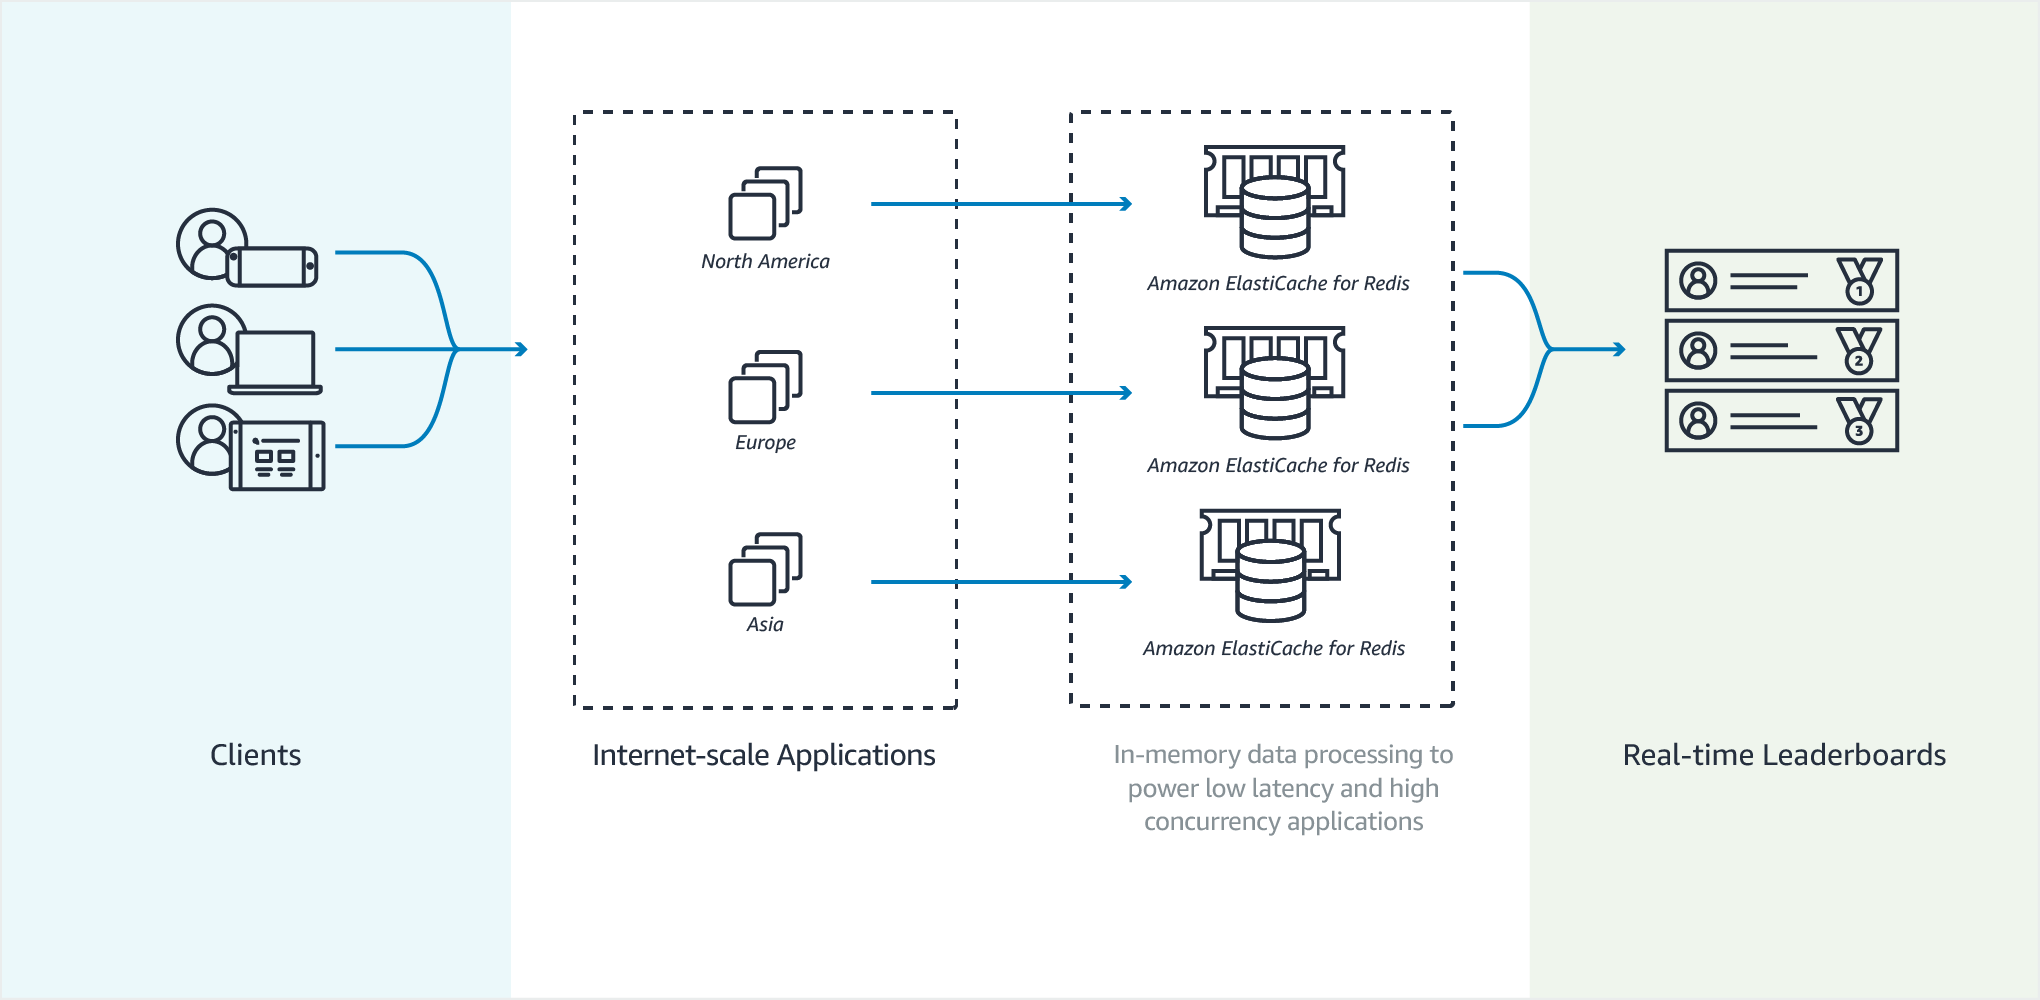 North America
Europe
Asia
Amazon ElastiCache for Redis
Amazon ElastiCache for Redis
Amazon ElastiCache for Redis
1
2
3
Clients
Internet-scale Applications
In-memory data processing to
power low latency and high
concurrency applications
Real-time Leaderboards